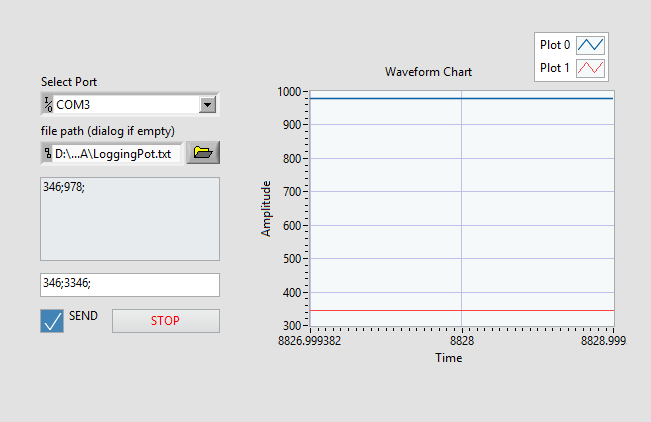 Select Port
COM3
file path (dialog if empty)
D:\...A\LoggingPot.txt
346;978;
346;3346;
SEND
STOP
Plot 0
Plot 1
Waveform Chart
Amplitude
1000
900
800
700
600
500
400
300
8826.999382
8828
8828.999
Time